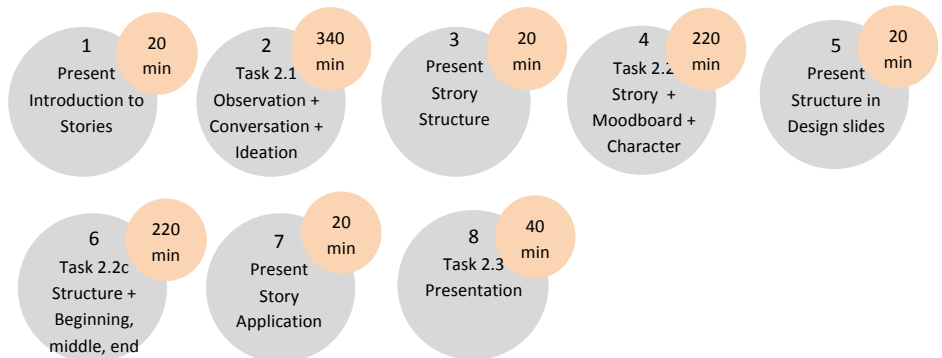 1
Present
Introduction to
Stories
20
min
2
Task 2.1
Observation +
Conversation +
Ideation
340
min
3
Present
Strory
Structure
20
min
4
Task 2.2
Strory +
Moodboard +
Character
220
min
5
Present
Structure in
Design slides
20
min
6
Task 2.2c
Structure +
Beginning,
middle, end
220
min
7
Present
Story
Application
20
min
8
Task 2.3
Presentation
40
min